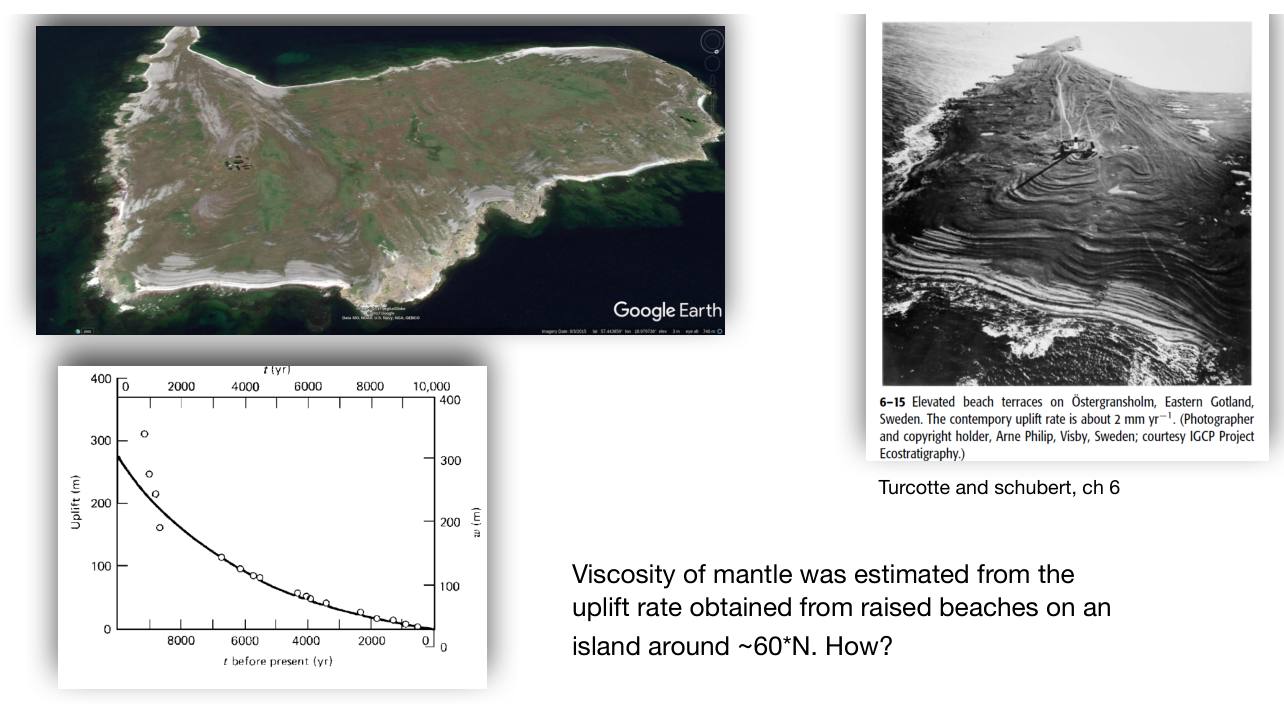 Google Earth
t (yr)
0 2000 4000 6000 8000 10,000
400
300
200
100
0
Uplift (m)
400
300
200
100
0
w (m)
8000 6000 4000 2000 0
t before present (yr)
6–15 Elevated beach terraces on Östergransholm, Eastern Gotland,
Sweden. The contempory uplift rate is about 2 mm yr⁻¹. (Photographer
and copyright holder, Arne Philip, Visby, Sweden; courtesy IGCP Project
Ecostratigraphy.)
Turcotte and schubert, ch 6
Viscosity of mantle was estimated from the
uplift rate obtained from raised beaches on an
island around ~60*N. How?